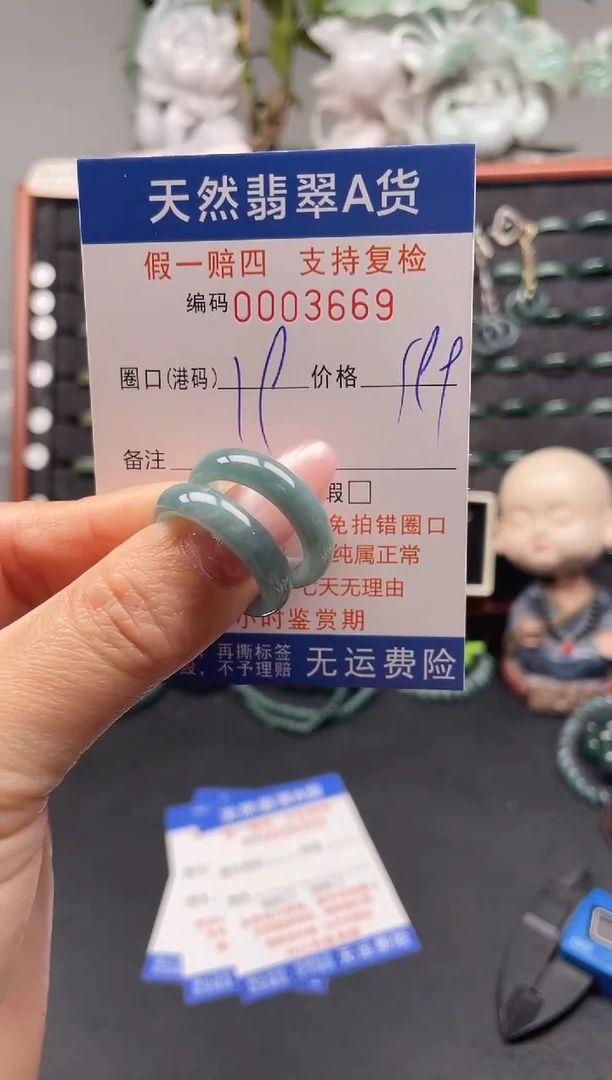 天然翡翠A货
假一赔四 支持复检
编码0003669
圈口(港码) 价格
备注
假□
免拍错圈口
纯属正常
七天无理由
小时鉴赏期
再撕标签
不予理赔
无运费险